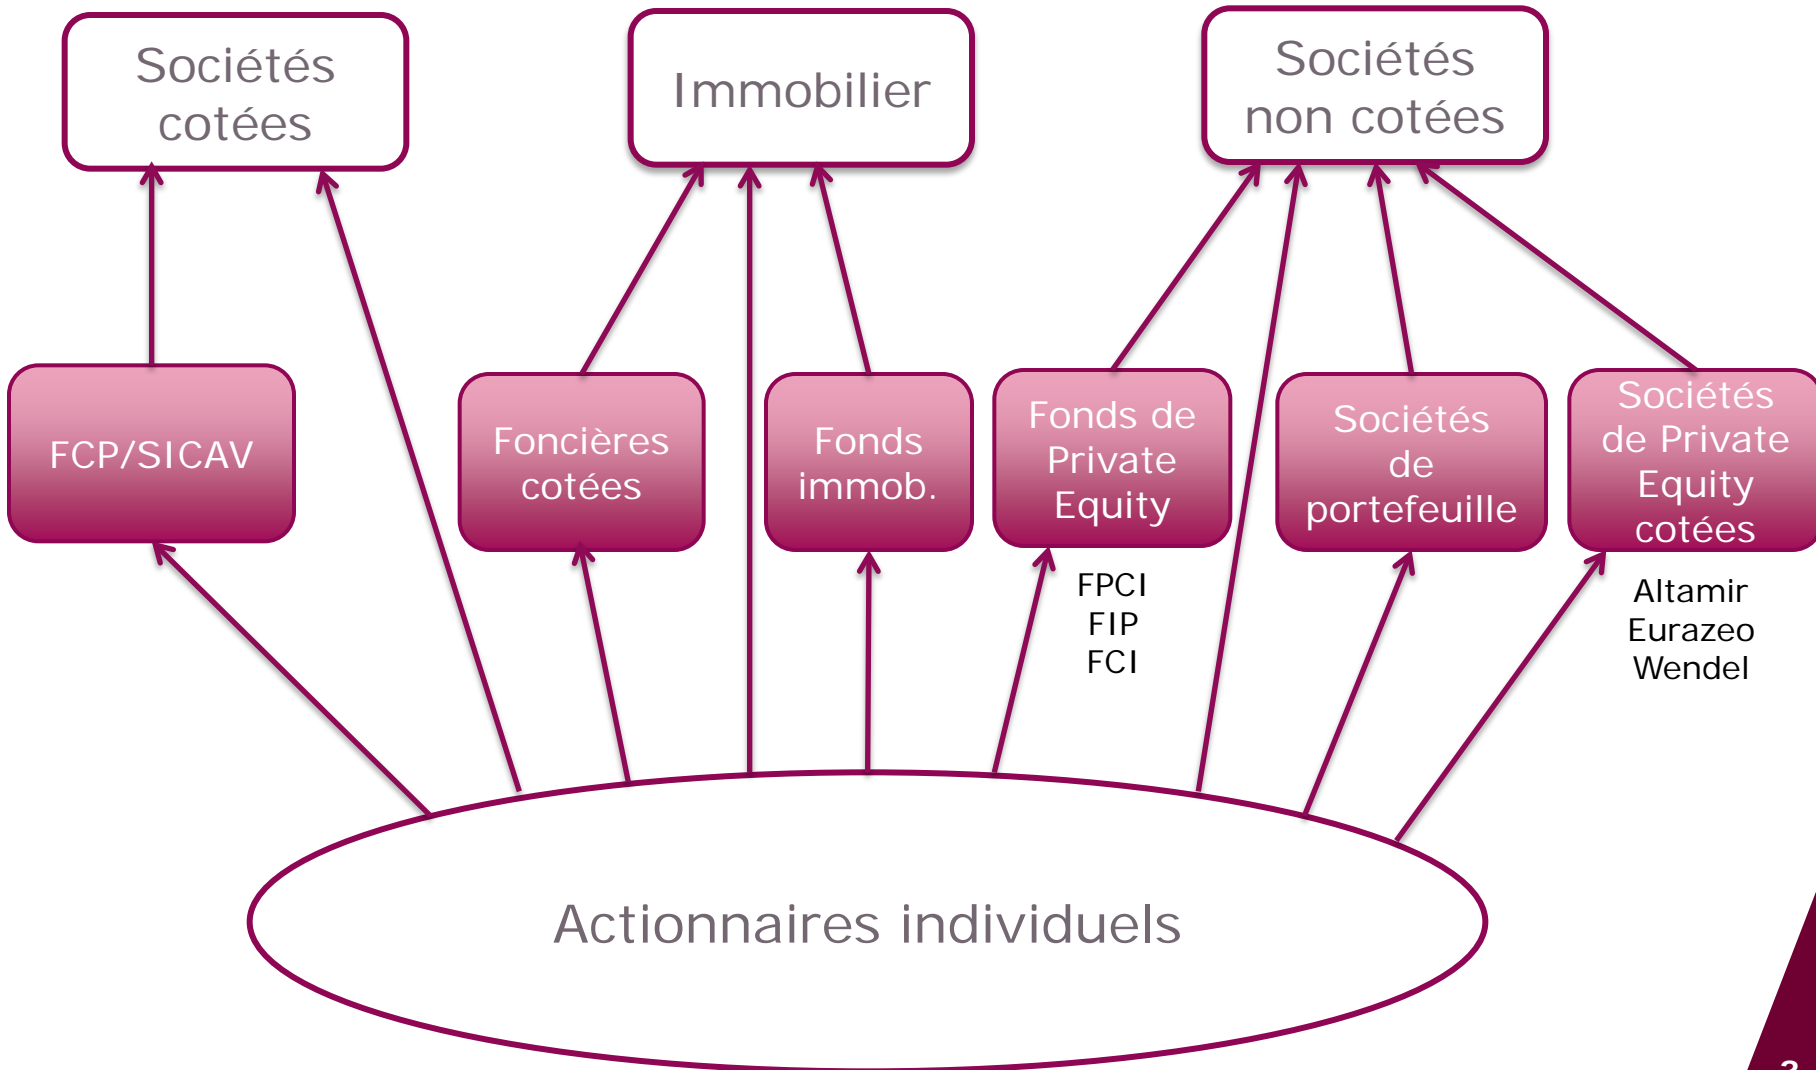 Sociétés
cotées
Immobilier
Sociétés
non cotées
FCP/SICAV
Foncières
cotées
Fonds
immob.
Fonds de
Private
Equity
Sociétés
de
portefeuille
Sociétés
de Private
Equity
cotées
FPCI
FIP
FCI
Altamir
Eurazeo
Wendel
Actionnaires individuels